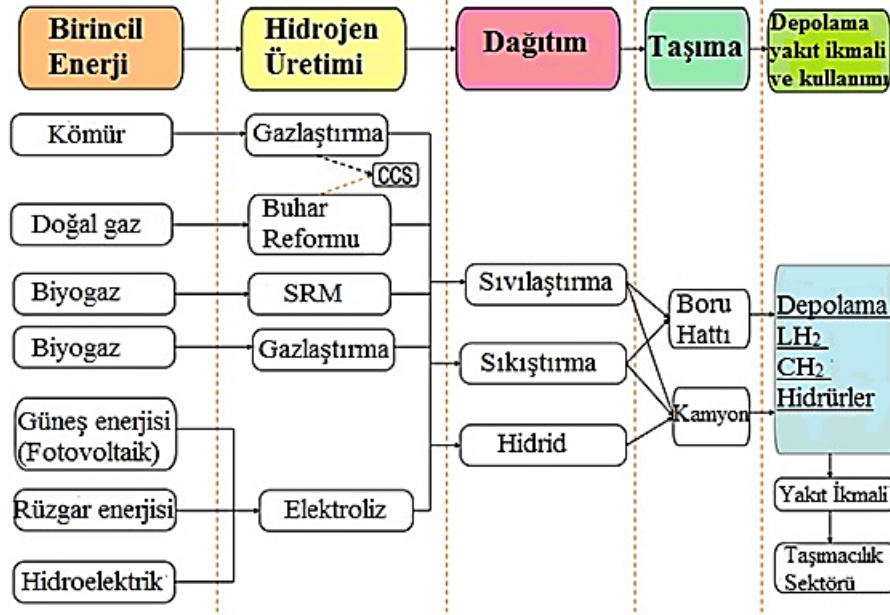 Birincil
Enerji
Hidrojen
Üretimi
Dağıtım
Taşıma
Depolama
yakıt ikmali
ve kullanımı
Kömür
Gazlaştırma
CCS
Doğal gaz
Buhar
Reformu
Biyogaz
SRM
Biyogaz
Gazlaştırma
Güneş enerjisi
(Fotovoltaik)
Rüzgar enerjisi
Elektroliz
Hidroelektrik
Sıvılaştırma
Sıkıştırma
Hidrid
Boru
Hattı
Kamyon
Depolama
LH₂
CH₂
Hidrürler
Yakıt İkmali
Taşımacılık
Sektörü